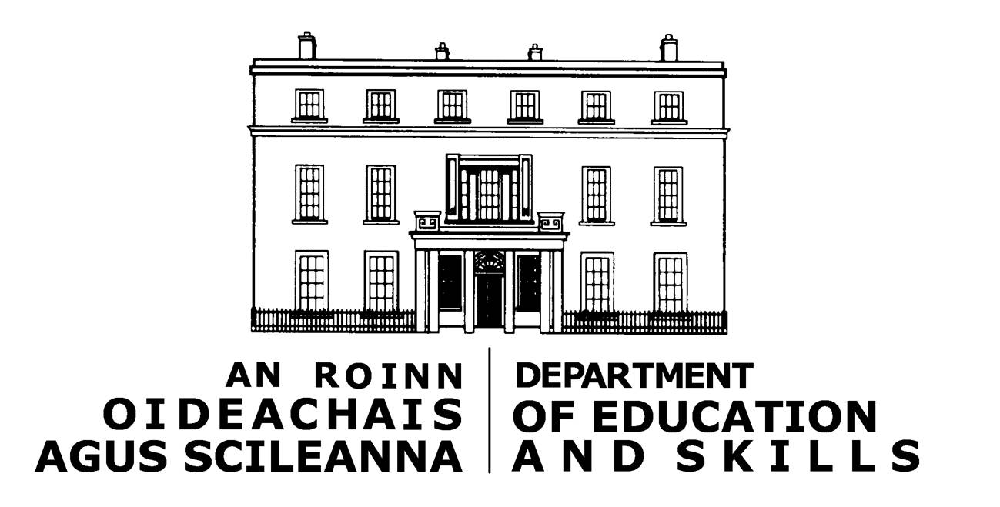 AN ROINN
OIDEACHAIS
AGUS SCILEANNA
DEPARTMENT
OF EDUCATION
AND SKILLS